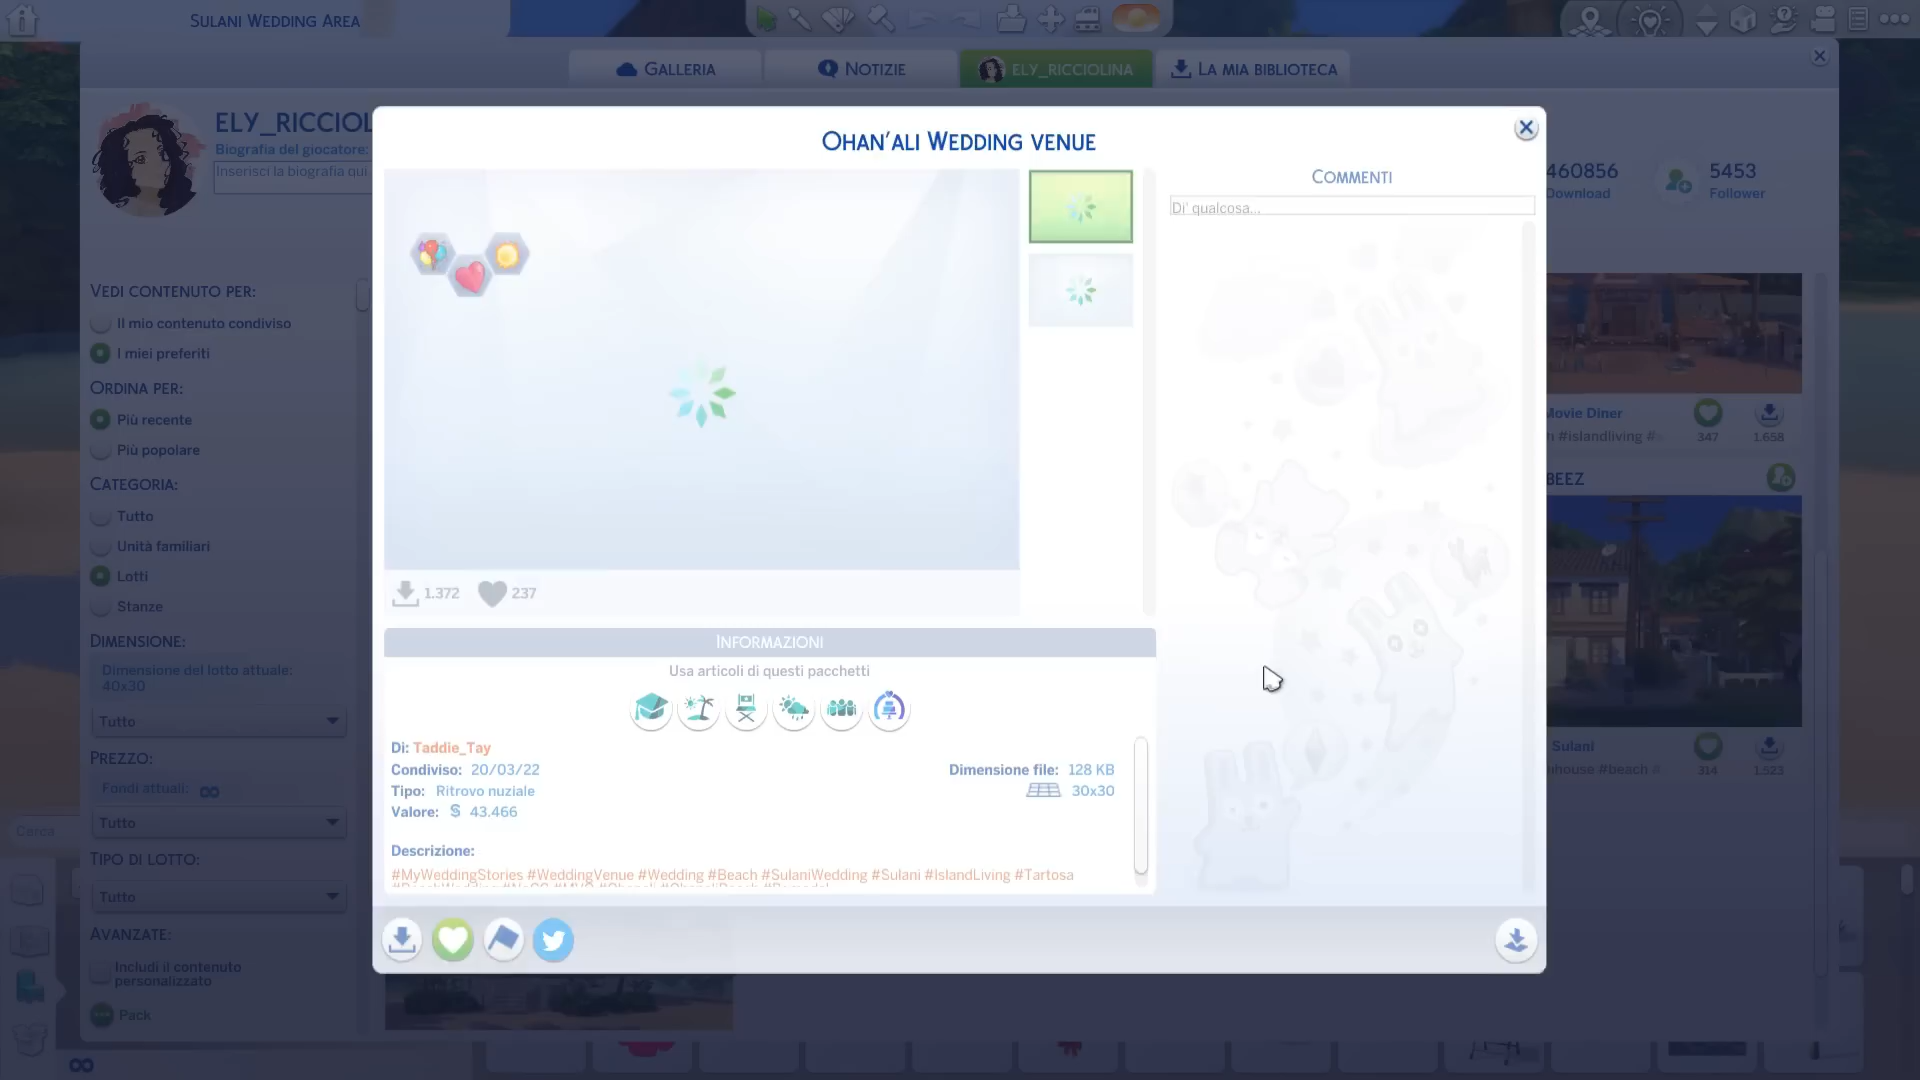 Sulani Wedding Area
Galleria
Notizie
ELY_RICCIOLINA
La mia biblioteca
ELY_RICCIOL
Biografia del giocatore:
Inserisci la biografia qui
460856
Download
5453
Follower
Vedi contenuto per:
Il mio contenuto condiviso
I miei preferiti
Ordina per:
Più recente
Più popolare
Categoria:
Tutto
Unità familiari
Lotti
Stanze
Dimensione:
Dimensione del lotto attuale:
40x30
Tutto
Prezzo:
Fondi attuali:
Tutto
Cerca
Tipo di lotto:
Tutto
Avanzate:
Includi il contenuto
personalizzato
Pack
Ohan'ali Wedding venue
Commenti
Di' qualcosa...
1.372
237
Informazioni
Usa articoli di questi pacchetti
Di: Taddie_Tay
Condiviso: 20/03/22
Tipo: Ritrovo nuziale
Valore: § 43.466
Dimensione file: 128 KB
30x30
Descrizione:
#MyWeddingStories #WeddingVenue #Wedding #Beach #SulaniWedding #Sulani #IslandLiving #Tartosa
Movie Diner
#islandliving #
347
1.658
BEEZ
Sulani
house #beach #
314
1.523